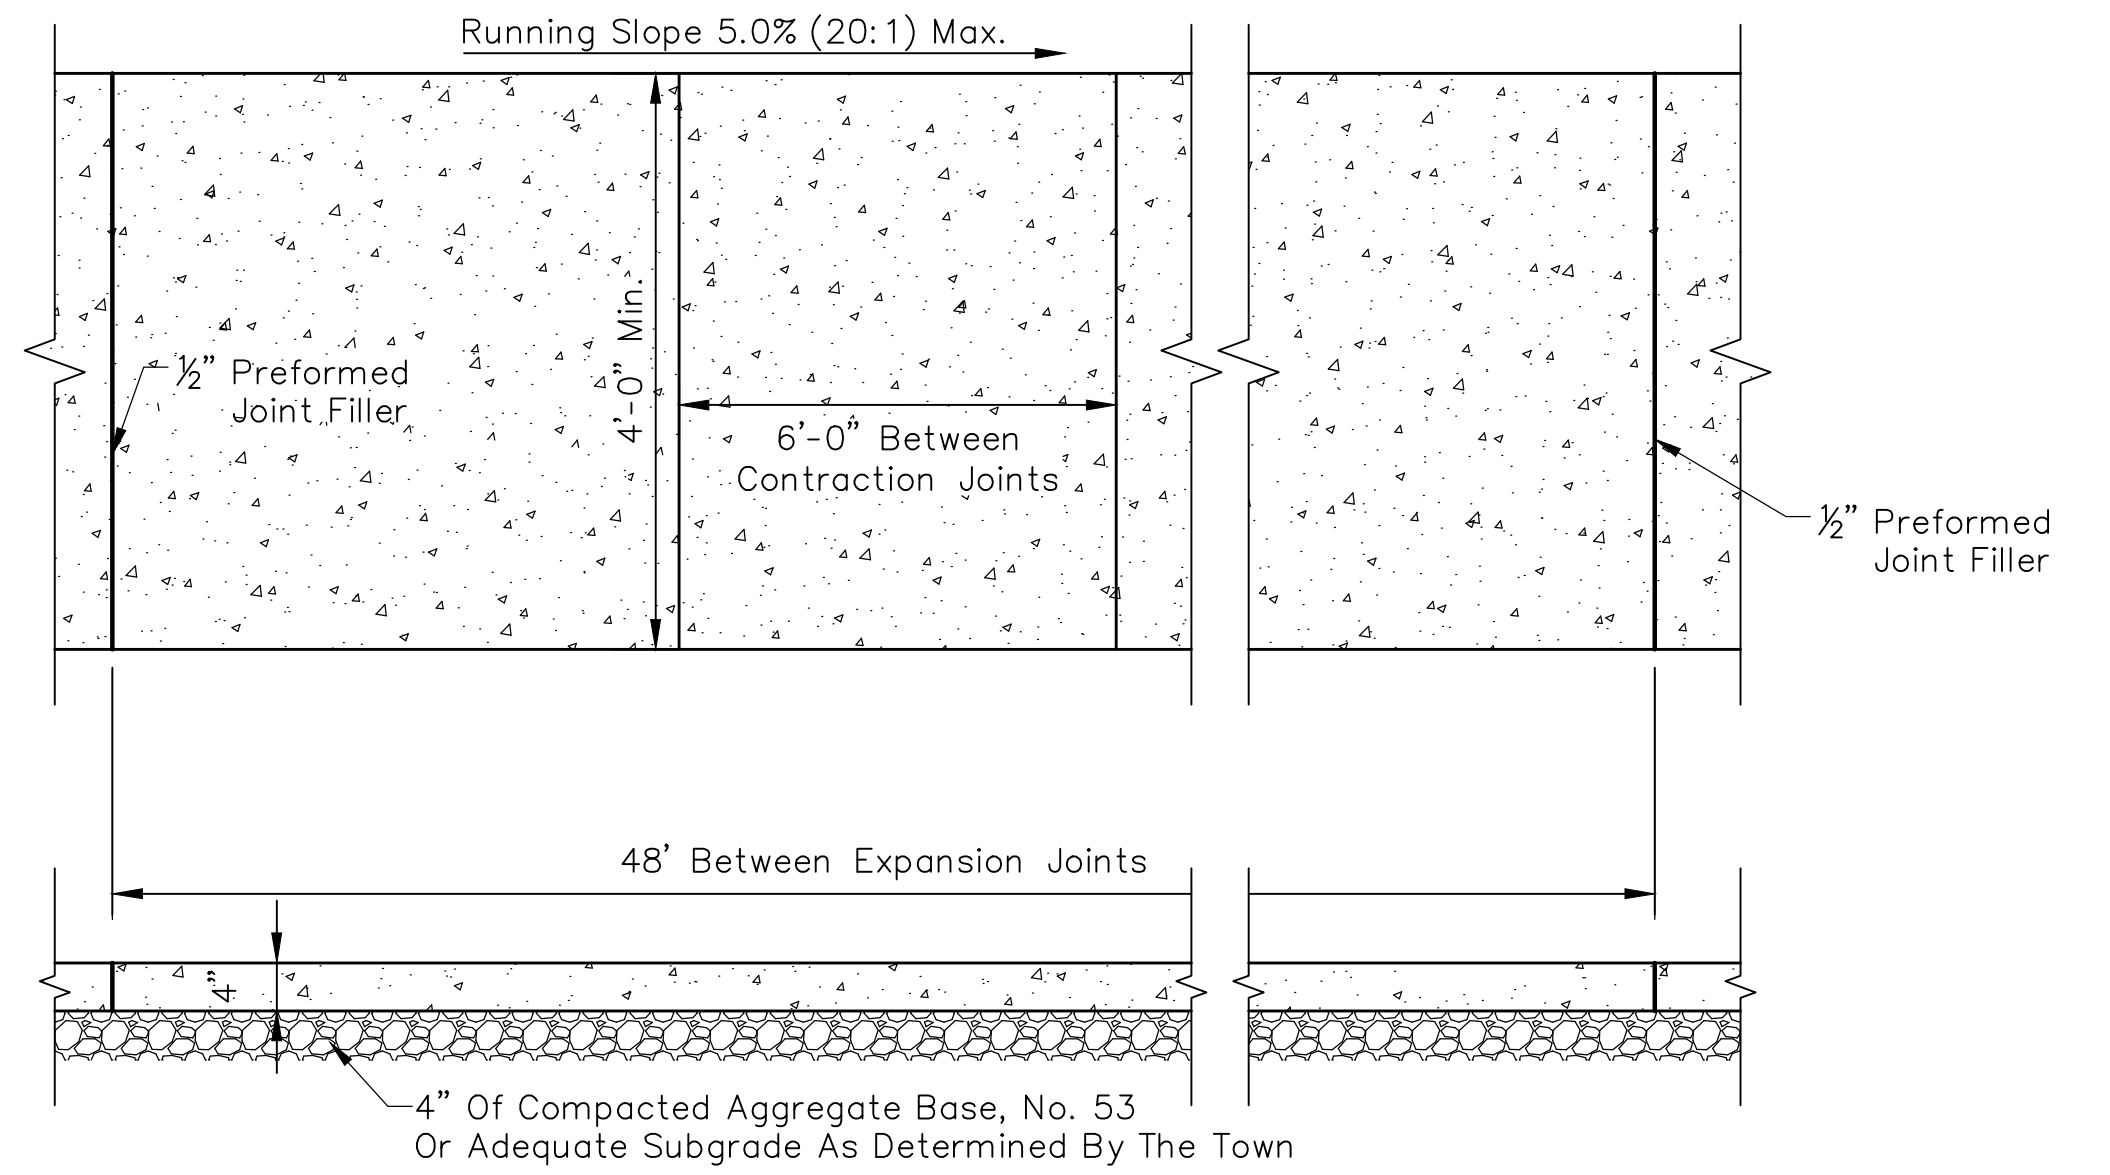 Running Slope 5.0% (20:1) Max.
4'-0" Min.
½" Preformed
Joint Filler
6'-0" Between
Contraction Joints
½" Preformed
Joint Filler
48' Between Expansion Joints
4"
4" Of Compacted Aggregate Base, No. 53
Or Adequate Subgrade As Determined By The Town